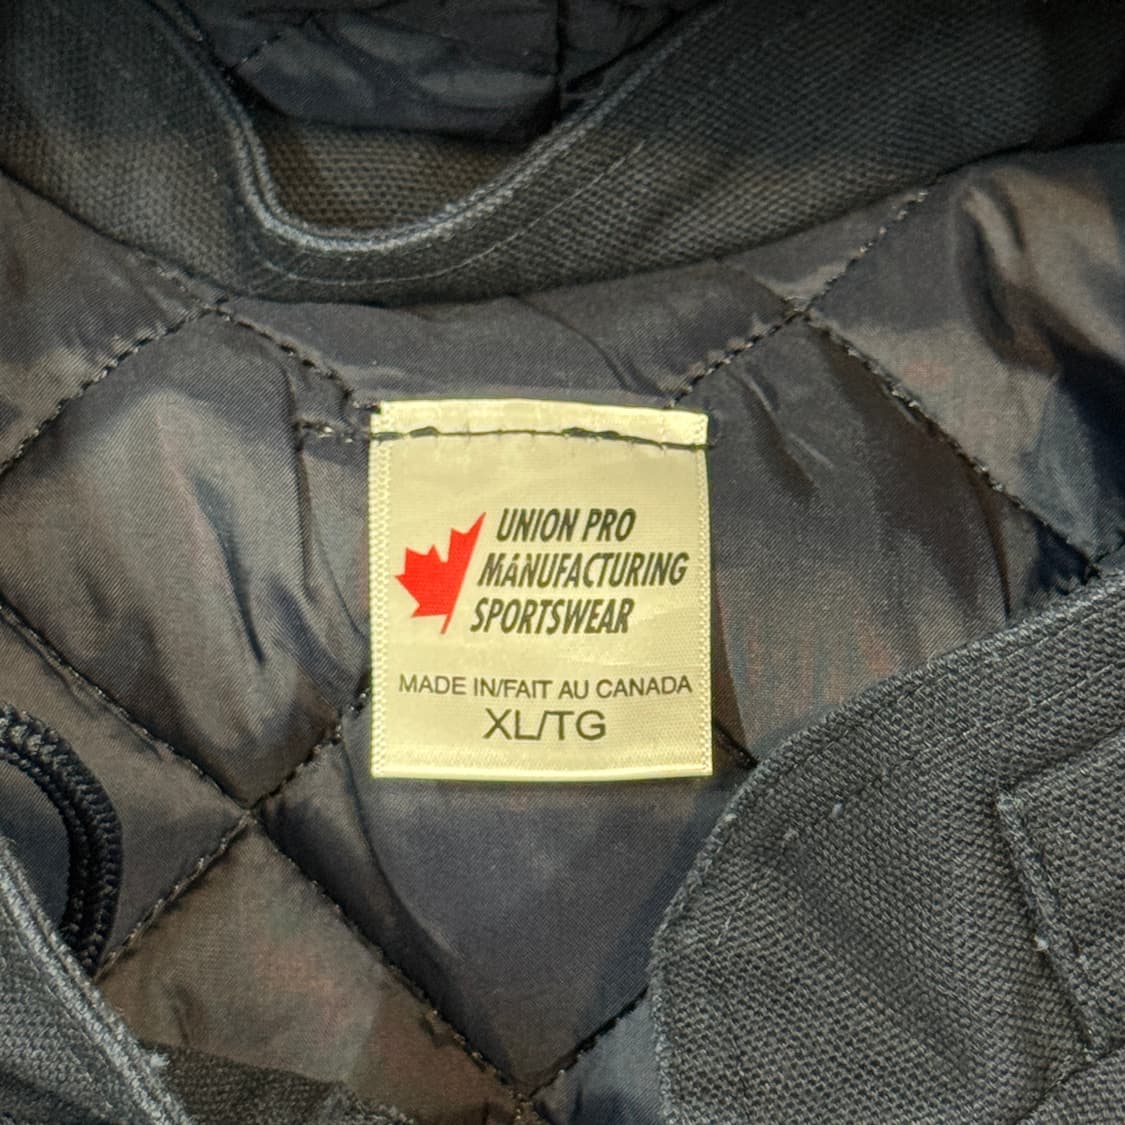 UNION PRO
MANUFACTURING
SPORTSWEAR
MADE IN/FAIT AU CANADA
XL/TG